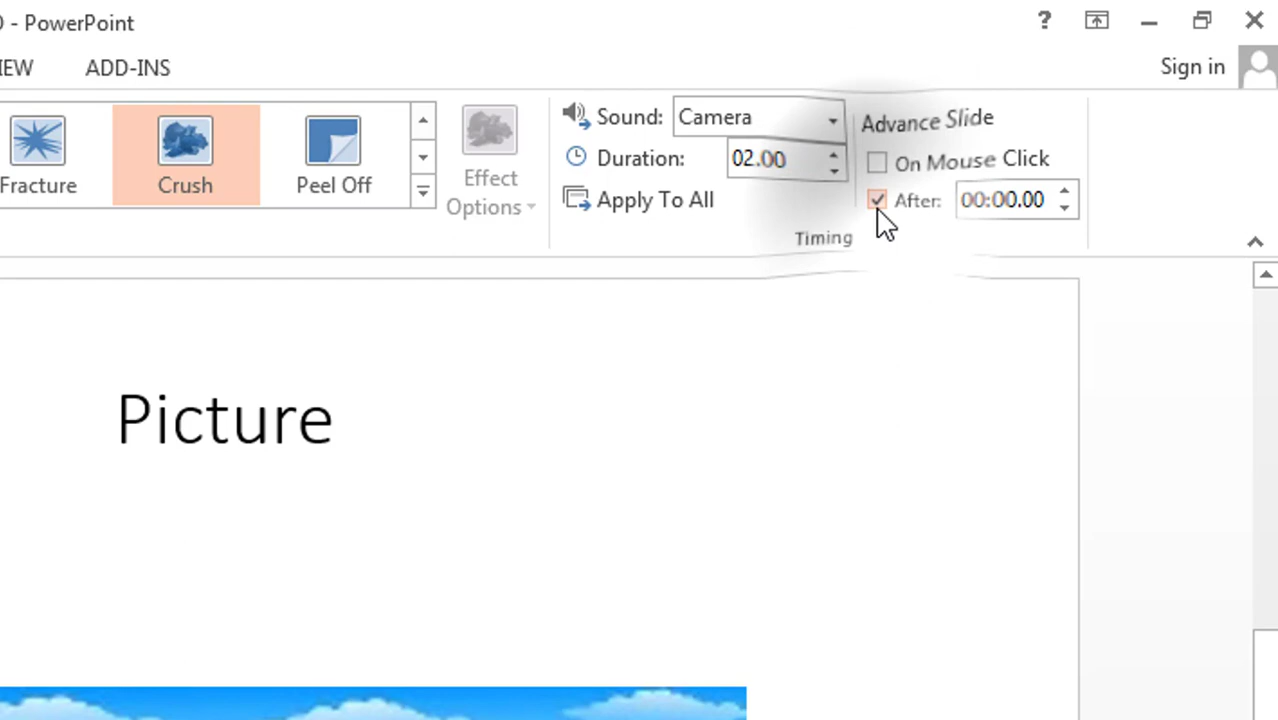 - PowerPoint
?
ADD-INS
Sign in
Fracture
Crush
Peel Off
Effect
Options
Sound:
Camera
Duration:
02.00
Apply To All
Advance Slide
On Mouse Click
After:
00:00.00
Timing
Picture